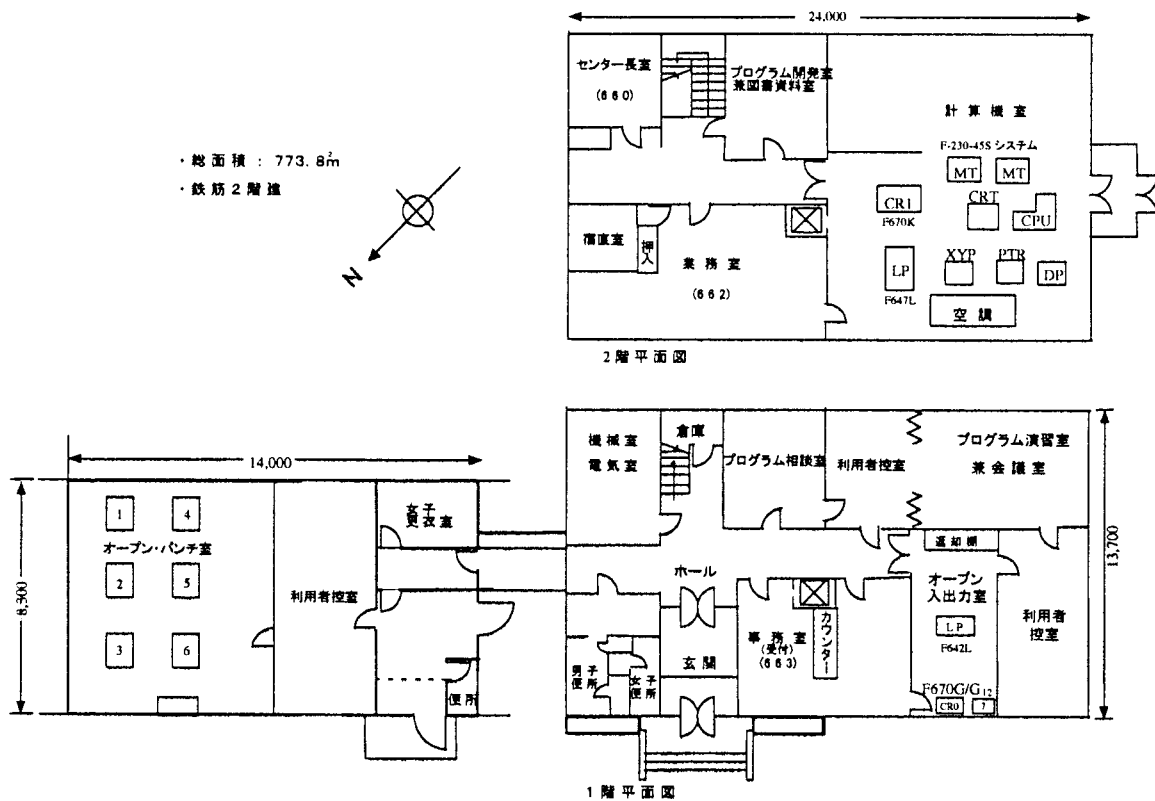 24,000
センター長室
(660)
プログラム開発室
兼図書資料室
計算機室
F-230-45S システム
MT
MT
CR1
F670K
CRT
CPU
LP
F647L
XYP
PTR
DP
空調
宿直室
押入
業務室
(662)
2階平面図
・総面積 : 773.8㎡
・鉄筋2階建
N
14,000
8,300
1
4
オープン・パンチ室
2
5
3
6
利用者控室
女子
更衣室
便所
機械室
電気室
倉庫
プログラム相談室
利用者控室
プログラム演習室
兼会議室
13,700
返却棚
ホール
オープン
入出力室
LP
F642L
利用者
控室
事務室
(受付)
(663)
カウンター
玄関
男子
便所
女子
便所
F670G/G12
CR0
7
1階平面図